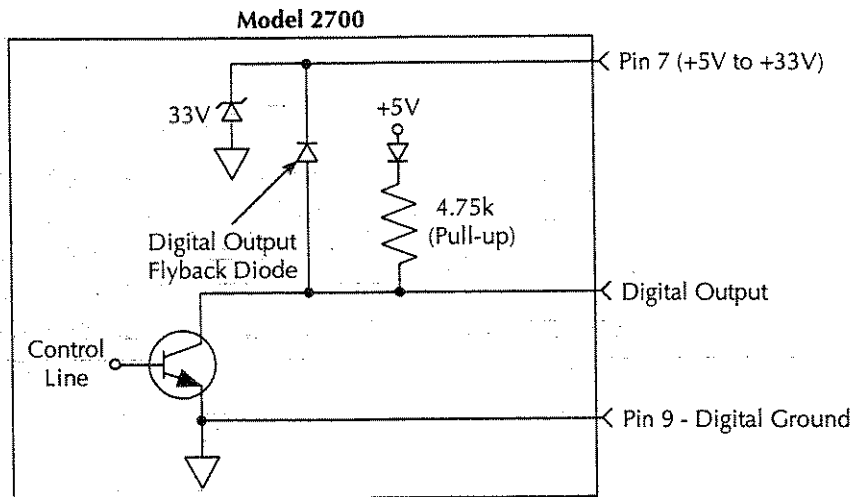 Model 2700
Pin 7 (+5V to +33V)
33V
+5V
4.75k
(Pull-up)
Digital Output
Flyback Diode
Digital Output
Control
Line
Pin 9 - Digital Ground